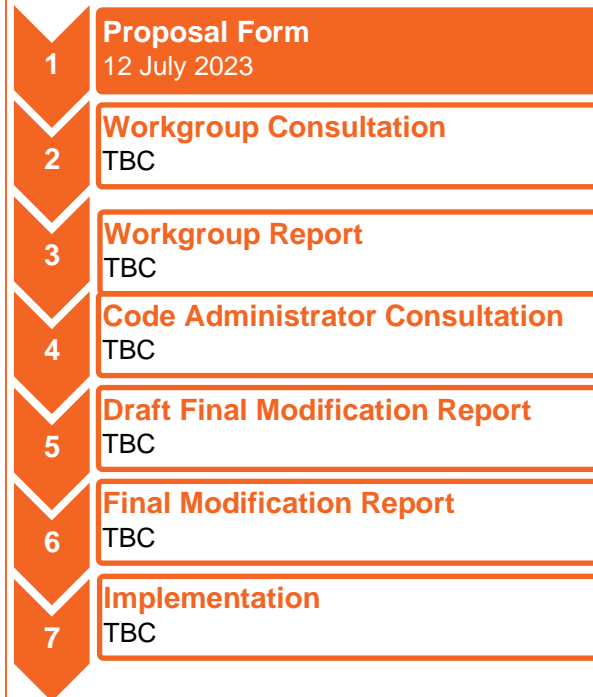 1
Proposal Form
12 July 2023
2
Workgroup Consultation
TBC
3
Workgroup Report
TBC
4
Code Administrator Consultation
TBC
5
Draft Final Modification Report
TBC
6
Final Modification Report
TBC
7
Implementation
TBC